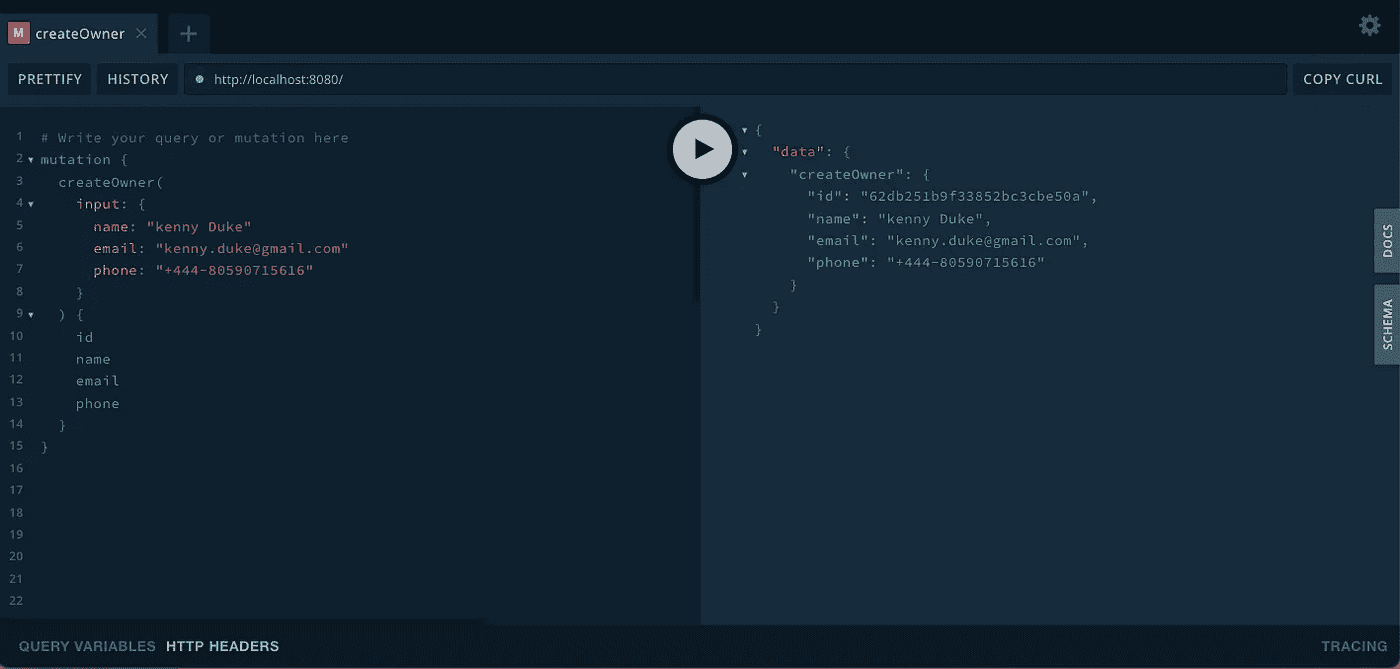 M createOwner
PRETTIFY HISTORY http://localhost:8080/ COPY CURL
1 # Write your query or mutation here
2 mutation {
3 createOwner(
4 input: {
5 name: "kenny Duke"
6 email: "kenny.duke@gmail.com"
7 phone: "+444-80590715616"
8 }
9 ) {
10 id
11 name
12 email
13 phone
14 }
15 }
16
17
18
19
20
21
22
{
"data": {
"createOwner": {
"id": "62db251b9f33852bc3cbe50a",
"name": "kenny Duke",
"email": "kenny.duke@gmail.com",
"phone": "+444-80590715616"
}
}
}
DOCS
SCHEMA
QUERY VARIABLES HTTP HEADERS TRACING